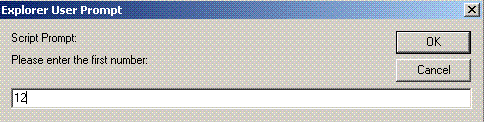 Explorer User Prompt
Script Prompt:
OK
Please enter the first number:
Cancel
12